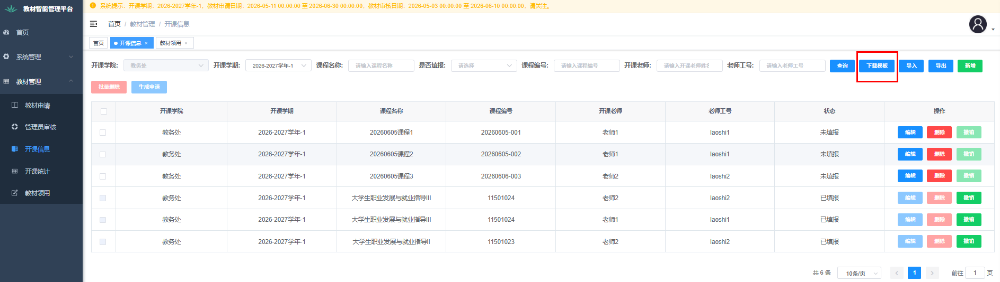 教材智能管理平台
系统提示：开课学期：2026-2027学年-1，教材申请日期：2026-05-11 00:00:00 至 2026-06-30 00:00:00，教材审核日期：2026-05-03 00:00:00 至 2026-06-10 00:00:00，请关注。
首页
系统管理
教材管理
教材申请
管理员审核
开课信息
开课统计
教材领用
首页 / 教材管理 / 开课信息
首页 开课信息 × 教材领用 ×
开课学院: 教务处 开课学期: 2026-2027学年-1 课程名称: 请输入课程名称 是否填报: 请选择 课程编号: 请输入课程编号 开课老师: 请输入开课老师姓名 老师工号: 请输入老师工号 查询 下载模板 导入 导出 新增
批量删除 生成申请
开课学院 开课学期 课程名称 课程编号 开课老师 老师工号 状态 操作
教务处 2026-2027学年-1 20260605课程1 20260605-001 老师1 laoshi1 未填报 编辑 删除 撤销
教务处 2026-2027学年-1 20260605课程2 20260605-002 老师1 laoshi1 未填报 编辑 删除 撤销
教务处 2026-2027学年-1 20260605课程3 20260606-003 老师2 laoshi2 未填报 编辑 删除 撤销
教务处 2026-2027学年-1 大学生职业发展与就业指导III 11501024 老师2 laoshi2 已填报 编辑 删除 撤销
教务处 2026-2027学年-1 大学生职业发展与就业指导III 11501024 老师1 laoshi1 已填报 编辑 删除 撤销
教务处 2026-2027学年-1 大学生职业发展与就业指导II 11501023 老师2 laoshi2 已填报 编辑 删除 撤销
共 6 条 10条/页 1 前往 1 页